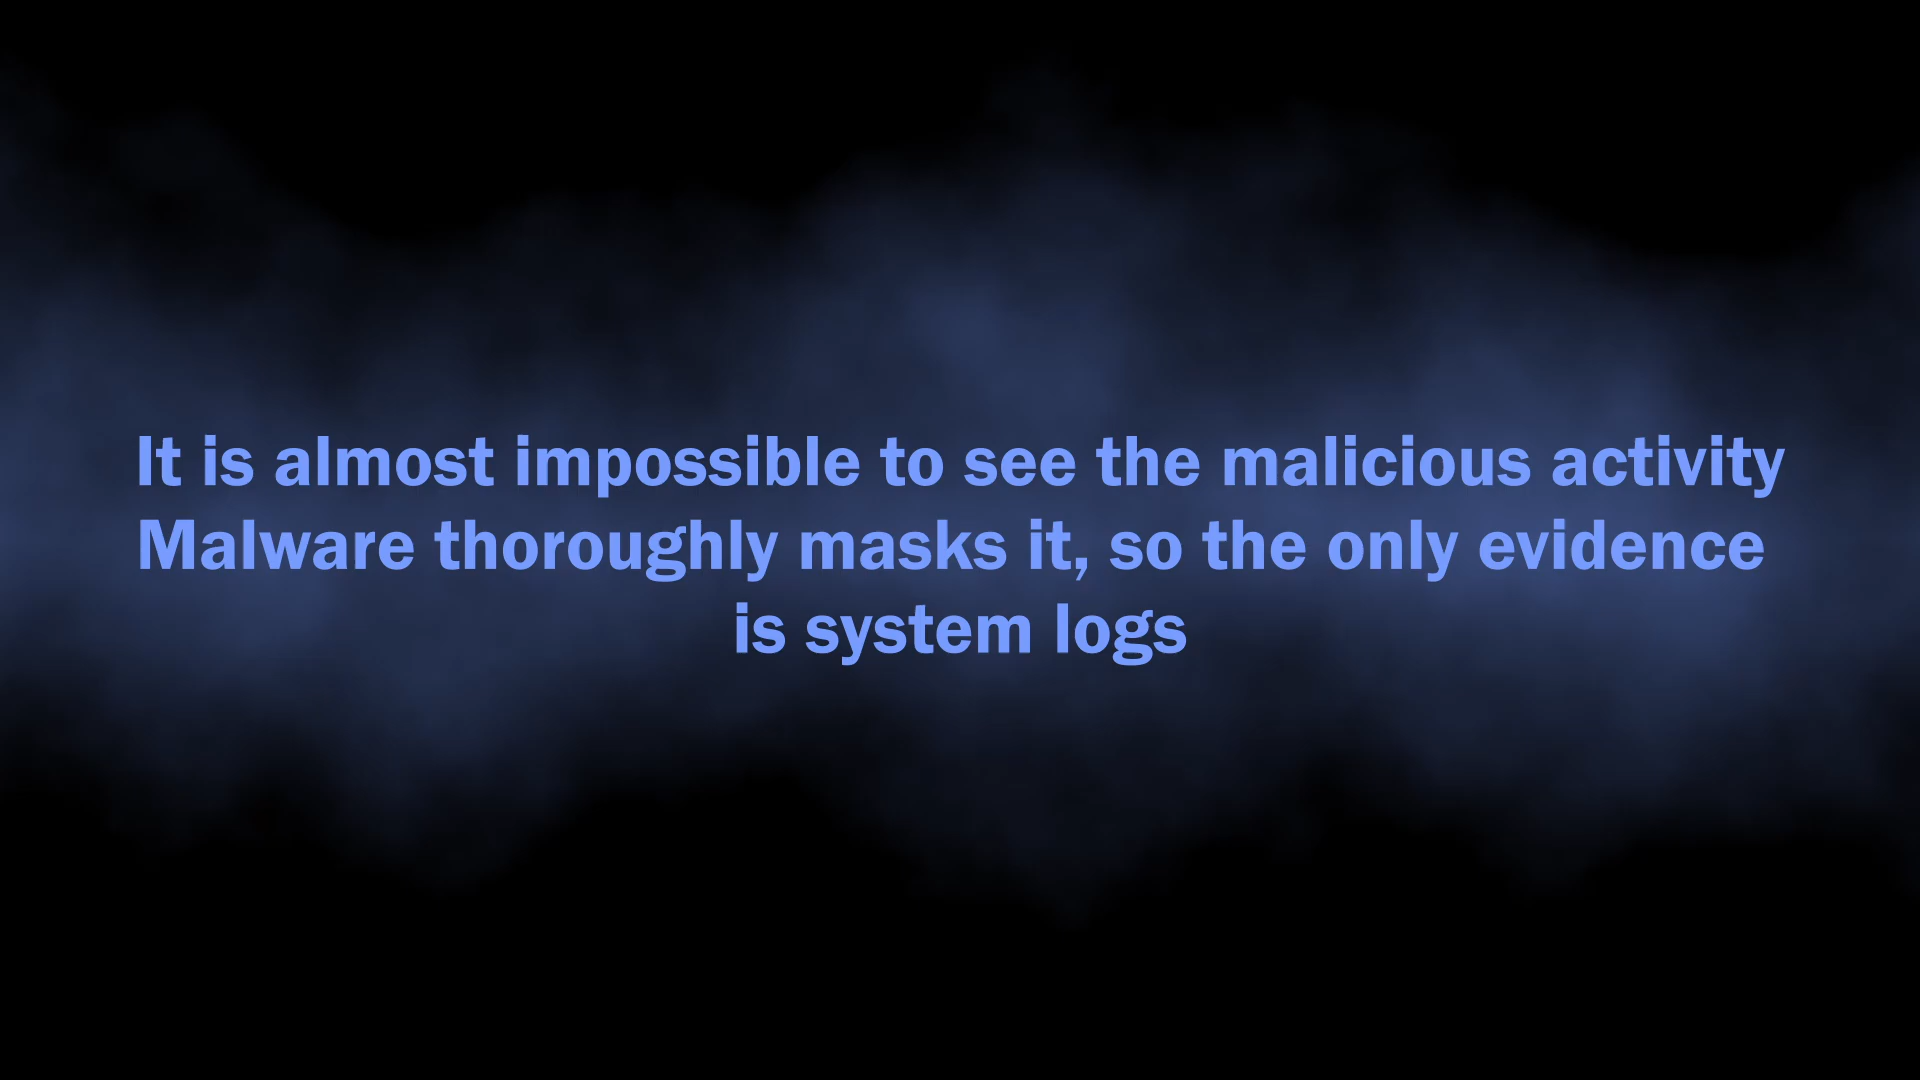 It is almost impossible to see the malicious activity
Malware thoroughly masks it, so the only evidence
is system logs